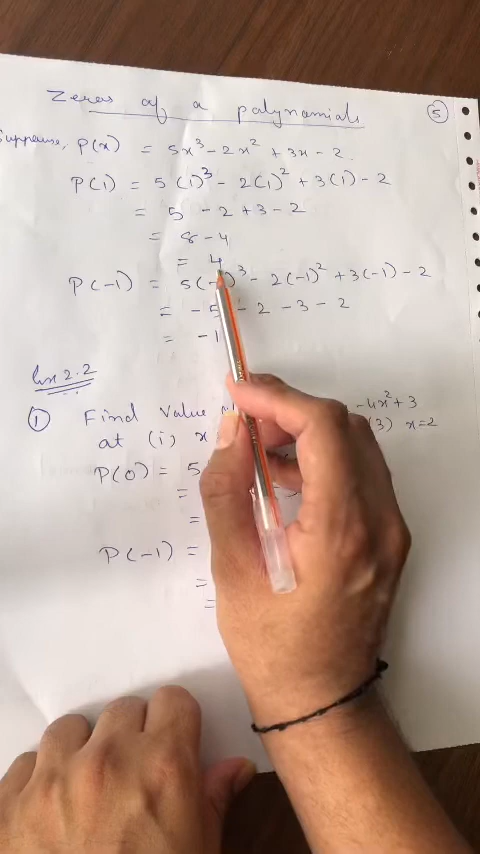 Zeros of a polynomials
5
Suppause, P(x) = 5x³ - 2x² + 3x - 2.
P(1) = 5(1)³ - 2(1)² + 3(1) - 2
= 5 - 2 + 3 - 2
= 8 - 4
= 4
P(-1) = 5(-1)³ - 2(-1)² + 3(-1) - 2
= -5 - 2 - 3 - 2
= -1
2.2
① Find Value -4x²+3
at (i) x (3) x=2
P(0) = 5
=
=
P(-1) =
=
=